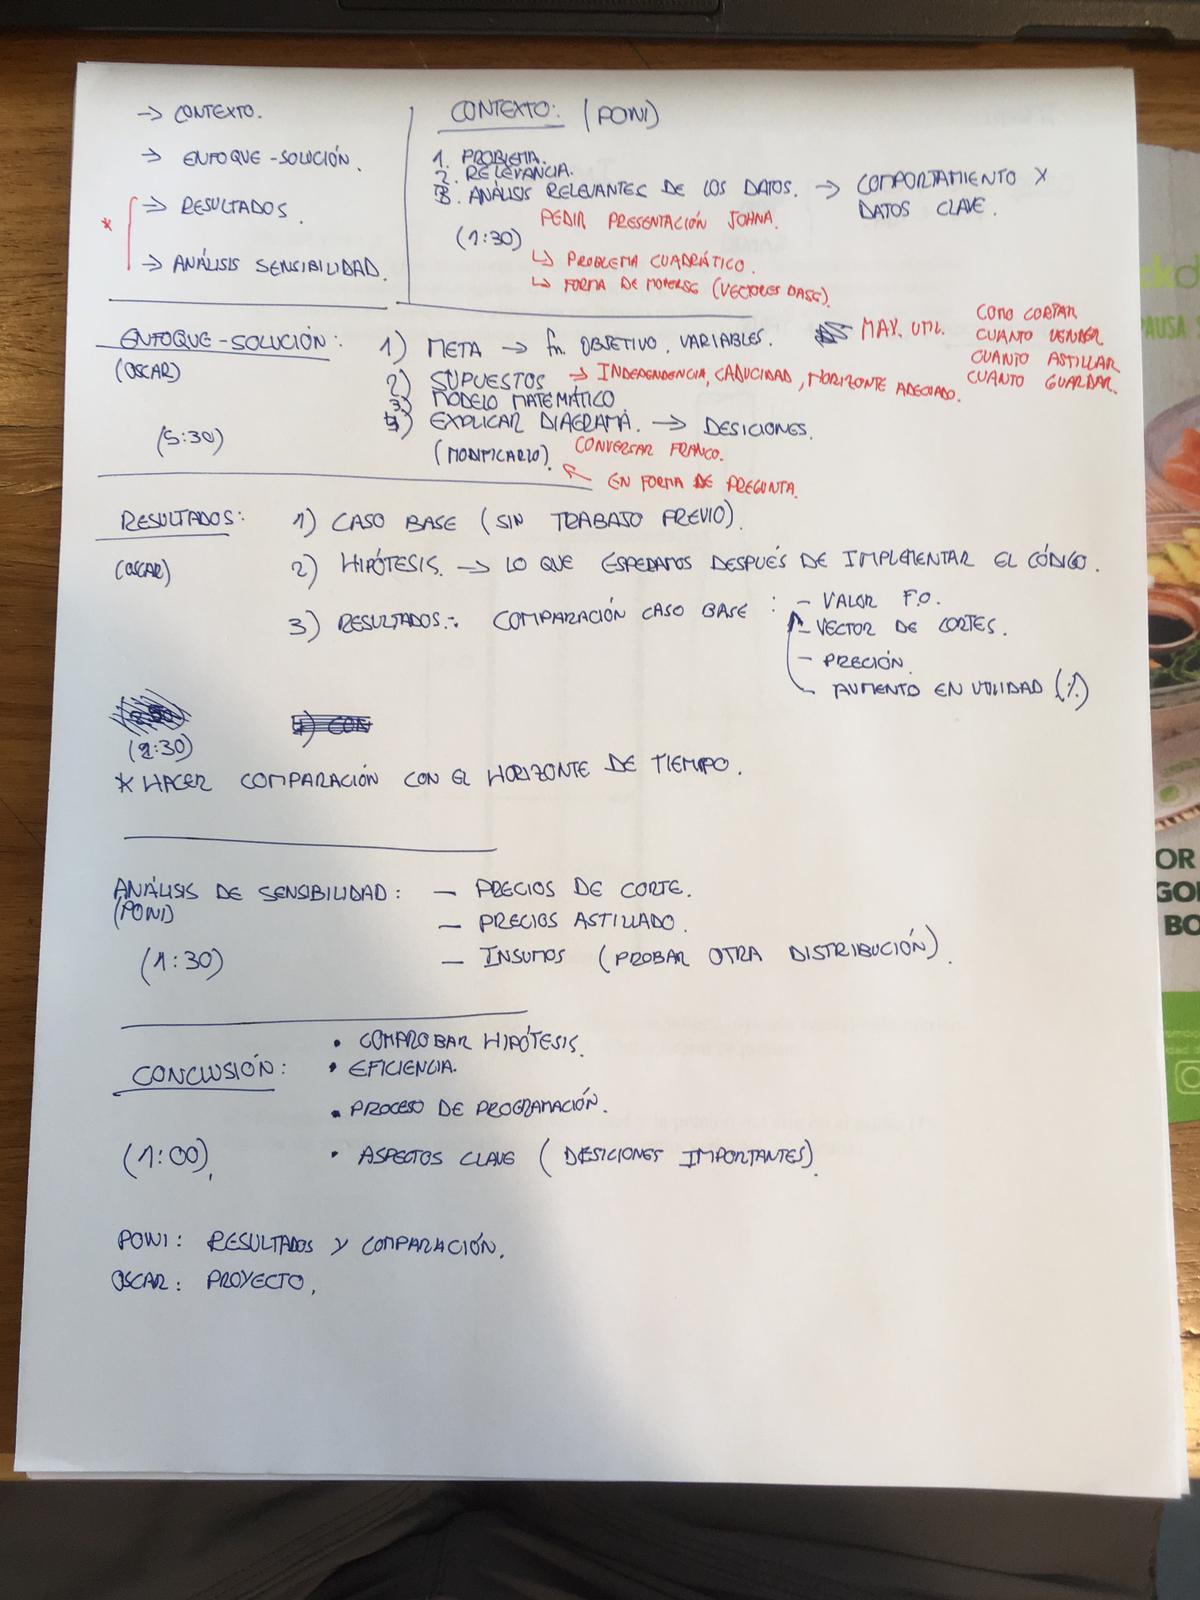 → CONTEXTO.
→ ENFOQUE-SOLUCIÓN.
* → RESULTADOS.
→ ANÁLISIS SENSIBILIDAD.
CONTEXTO: (PONI)
1. PROBLEMA.
2. RELEVANCIA.
3. ANÁLISIS RELEVANTES DE LOS DATOS. → COMPORTAMIENTO X
DATOS CLAVE.
PEDIR PRESENTACIÓN JOHNA.
(1:30)
↳ PROBLEMA CUADRÁTICO.
↳ FORMA DE MOVERSE (VECTORES BASE).
ENFOQUE-SOLUCIÓN:
(OSCAR)
(5:30)
1) META → fn. OBJETIVO, VARIABLES. MAX. UTIL.
COMO CORTAR
CUANTO VENDER
CUANTO ASTILLAR
CUANTO GUARDAR.
2) SUPUESTOS → INDEPENDENCIA, CADUCIDAD, HORIZONTE ADECUADO.
3) MODELO MATEMÁTICO
4) EXPLICAR DIAGRAMA. → DESICIONES.
(MODIFICARLO). CONVERSAR FRANCO.
EN FORMA DE PREGUNTA.
RESULTADOS: 1) CASO BASE (SIN TRABAJO PREVIO).
(OSCAR) 2) HIPÓTESIS. → LO QUE ESPERAMOS DESPUÉS DE IMPLEMENTAR EL CÓDIGO.
3) RESULTADOS. COMPARACIÓN CASO BASE : - VALOR F.O.
- VECTOR DE CORTES.
- PRECIÓN.
AUMENTO EN UTILIDAD (%)
4) CON
(2:30)
* HACER COMPARACIÓN CON EL HORIZONTE DE TIEMPO.
ANÁLISIS DE SENSIBILIDAD: - PRECIOS DE CORTE.
(PONI) - PRECIOS ASTILLADO.
(1:30) - INSUMOS (PROBAR OTRA DISTRIBUCIÓN).
CONCLUSIÓN: • COMPROBAR HIPÓTESIS.
• EFICIENCIA.
• PROCESO DE PROGRAMACIÓN.
(1:00). • ASPECTOS CLAVE (DESICIONES IMPORTANTES).
PONI: RESULTADOS Y COMPARACIÓN.
OSCAR: PROYECTO.
OR
BO